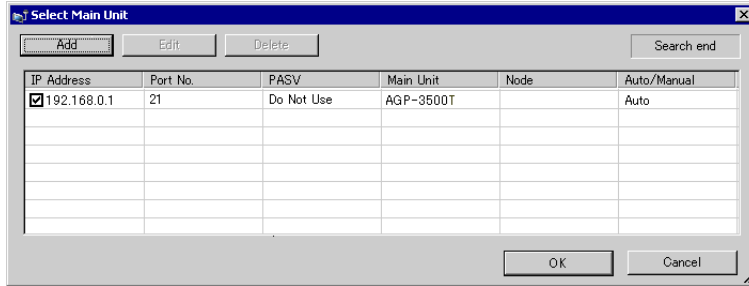 Select Main Unit
Add Edit Delete Search end
IP Address Port No. PASV Main Unit Node Auto/Manual
192.168.0.1 21 Do Not Use AGP-3500T Auto
OK Cancel